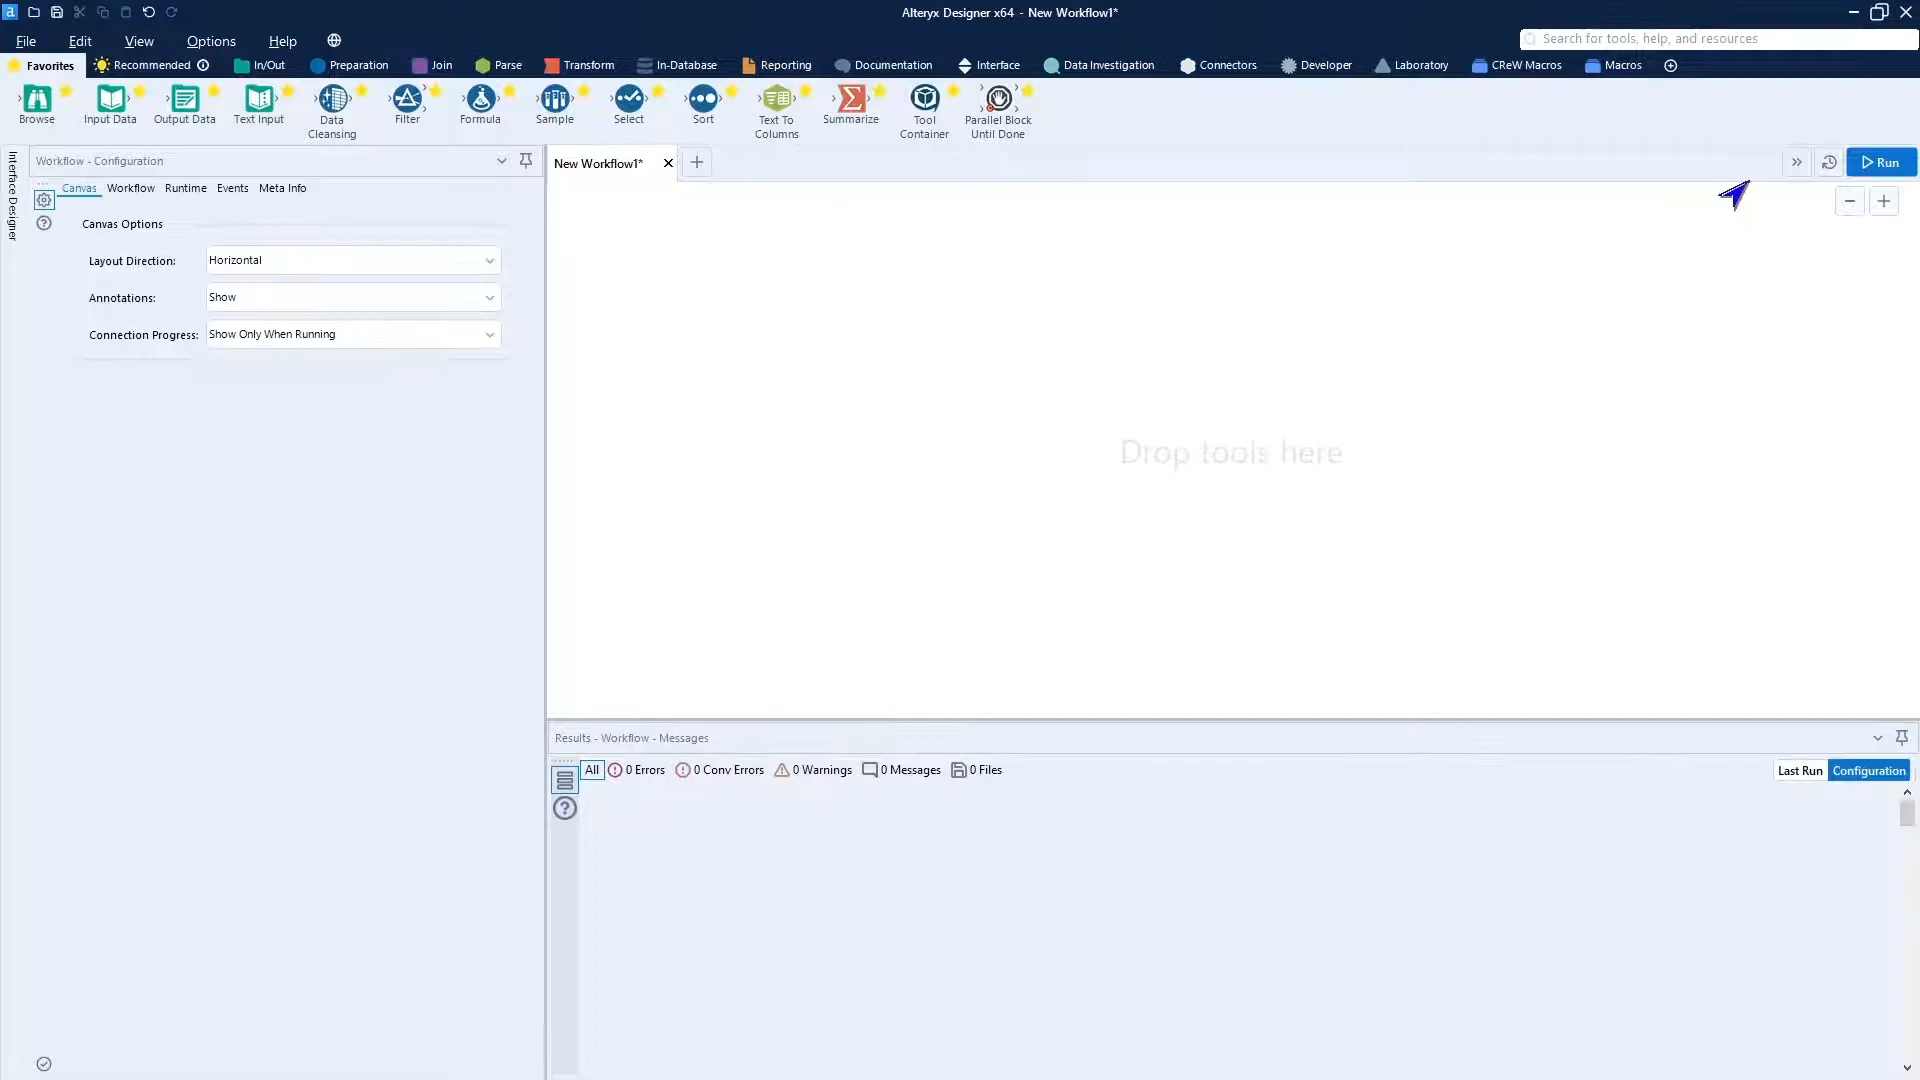 Alteryx Designer x64 - New Workflow1*
File Edit View Options Help
Search for tools, help, and resources
Favorites Recommended In/Out Preparation Join Parse Transform In-Database Reporting Documentation Interface Data Investigation Connectors Developer Laboratory CReW Macros Macros
Browse Input Data Output Data Text Input Data Cleansing Filter Formula Sample Select Sort Text To Columns Summarize Tool Container Parallel Block Until Done
Interface Designer
Workflow - Configuration
New Workflow1*
Run
Canvas Workflow Runtime Events Meta Info
Canvas Options
Layout Direction: Horizontal
Annotations: Show
Connection Progress: Show Only When Running
Drop tools here
Results - Workflow - Messages
All 0 Errors 0 Conv Errors 0 Warnings 0 Messages 0 Files
Last Run Configuration